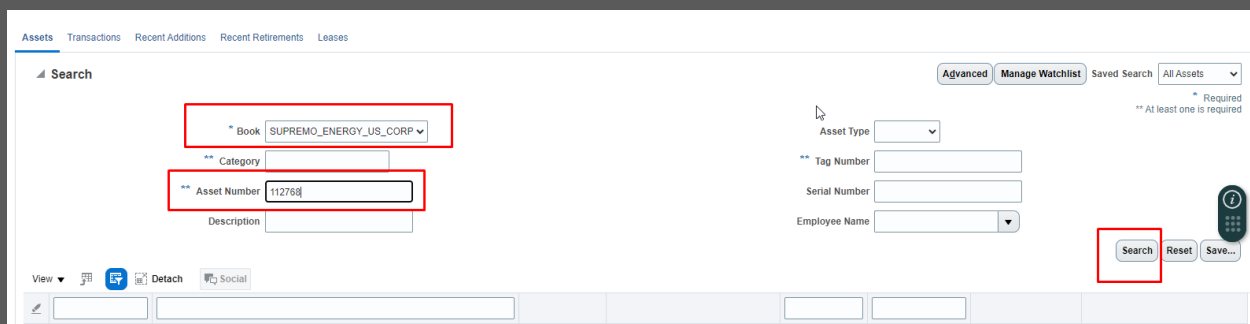 Assets Transactions Recent Additions Recent Retirements Leases
Search
Advanced Manage Watchlist Saved Search All Assets
* Required
** At least one is required
* Book SUPREMO_ENERGY_US_CORP
Asset Type
** Category
** Tag Number
** Asset Number 112768
Serial Number
Description
Employee Name
Search Reset Save...
View Detach Social